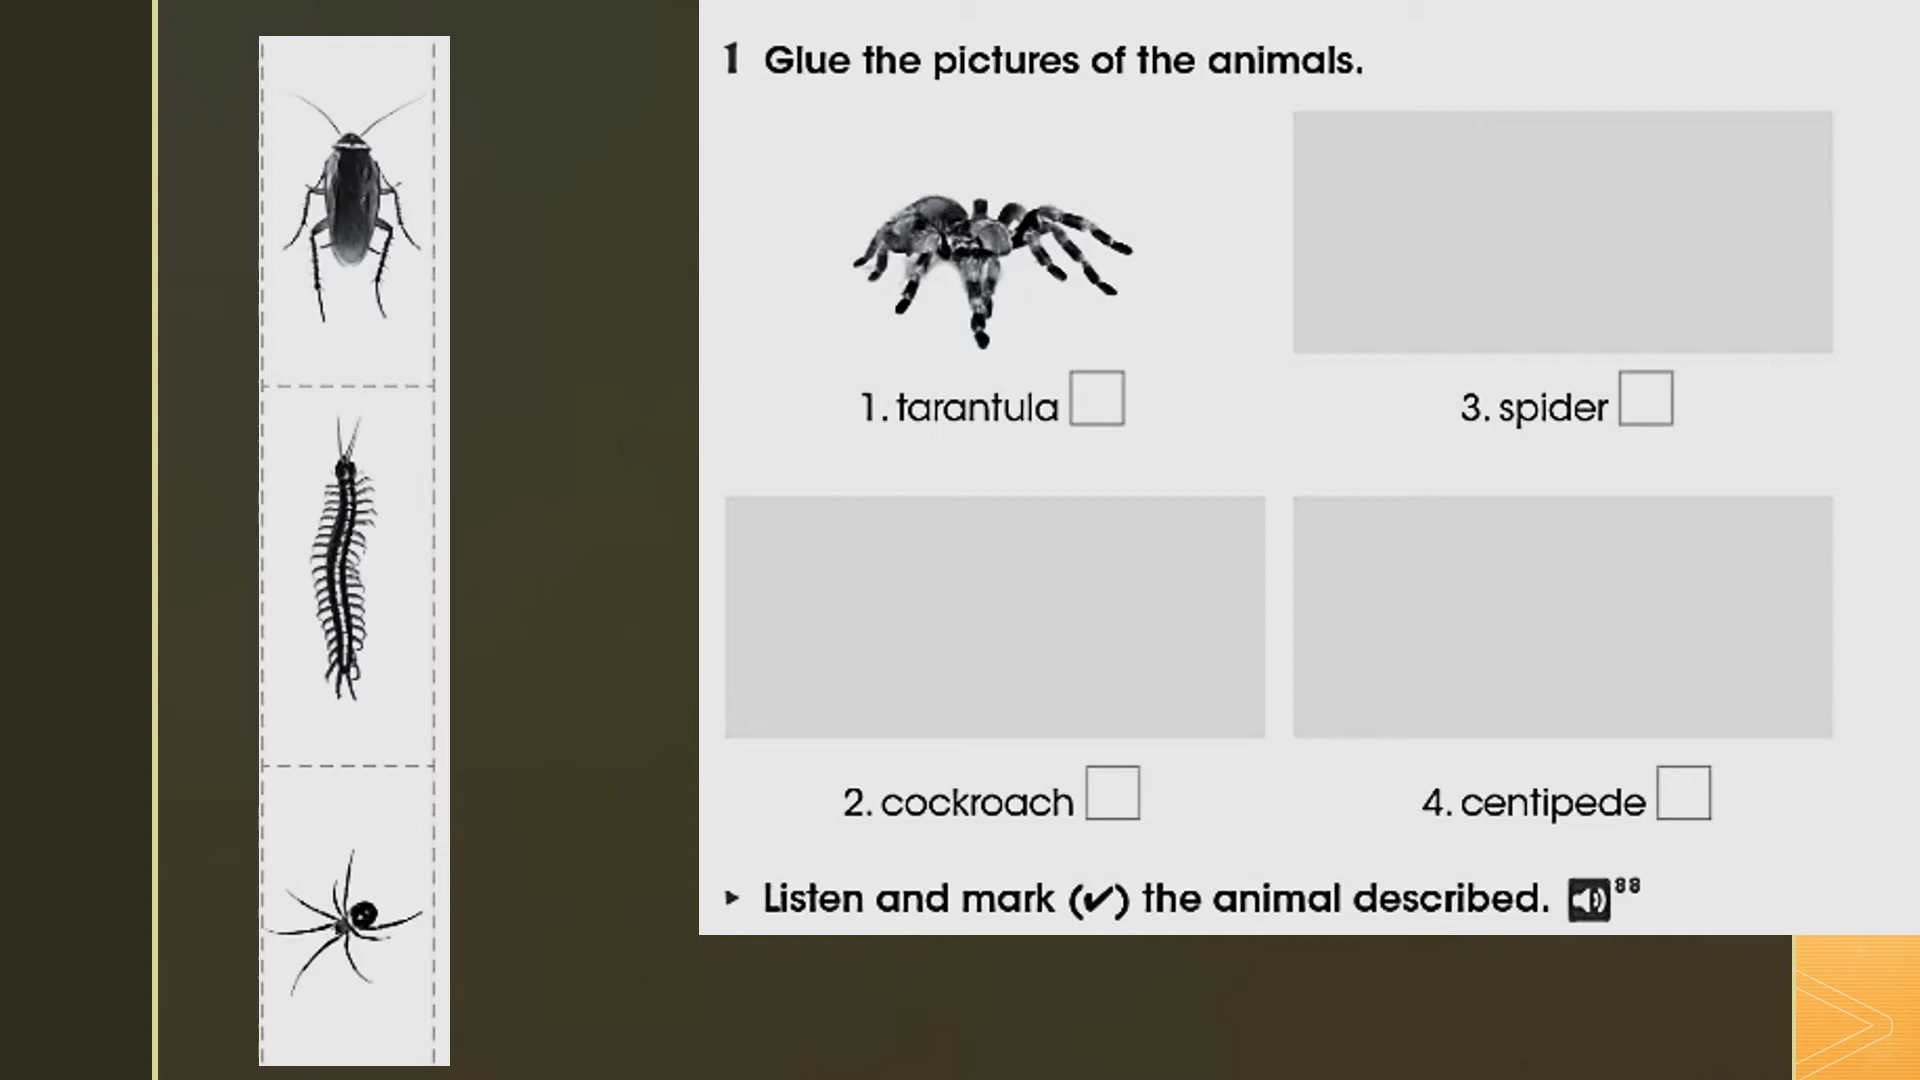 1 Glue the pictures of the animals.
1. tarantula
3. spider
2. cockroach
4. centipede
▸ Listen and mark (✔) the animal described. 88